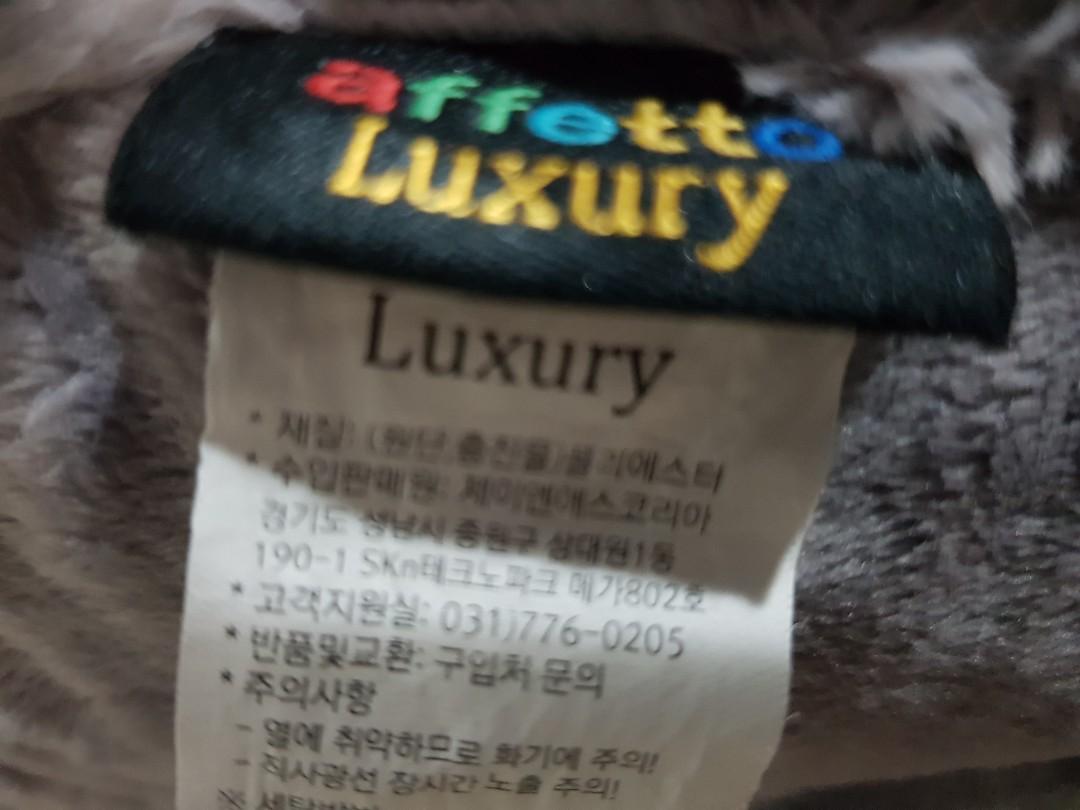 affetto
Luxury
Luxury
* 재질: (원단,충진물)폴리에스터
* 수입판매원: 제이앤에스코리아
경기도 성남시 중원구 상대원1동
190-1 SKn테크노파크 메가802호
* 고객지원실: 031)776-0205
* 반품및교환: 구입처 문의
* 주의사항
- 열에 취약하므로 화기에 주의!
- 직사광선 장시간 노출 주의!